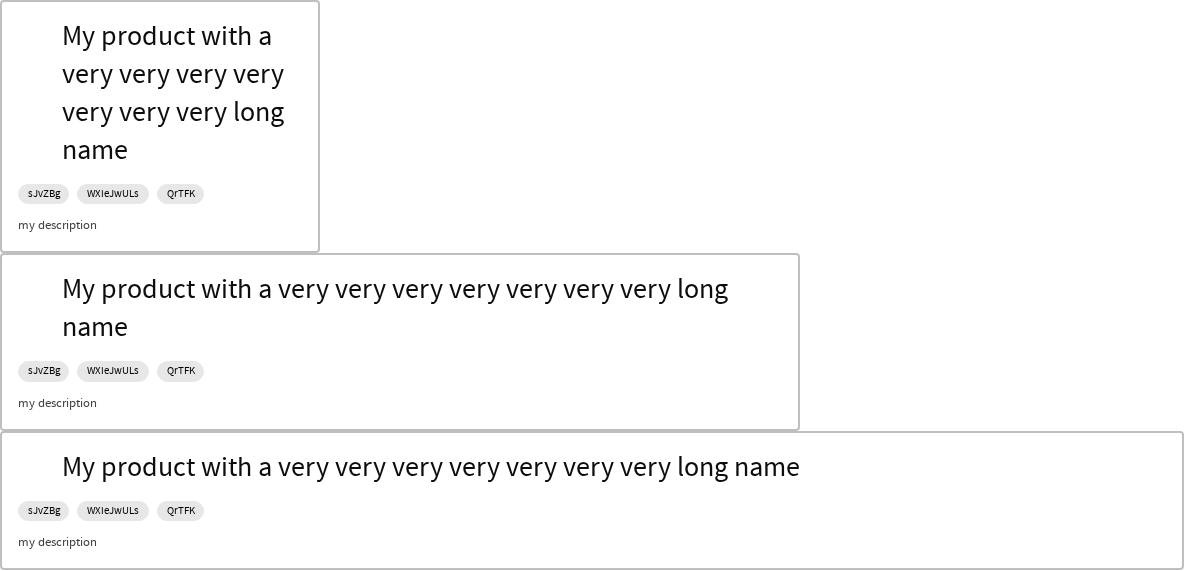 My product with a
very very very very
very very very long
name
sJvZBg WXIeJwULs QrTFK
my description
My product with a very very very very very very very long
name
sJvZBg WXIeJwULs QrTFK
my description
My product with a very very very very very very very long name
sJvZBg WXIeJwULs QrTFK
my description